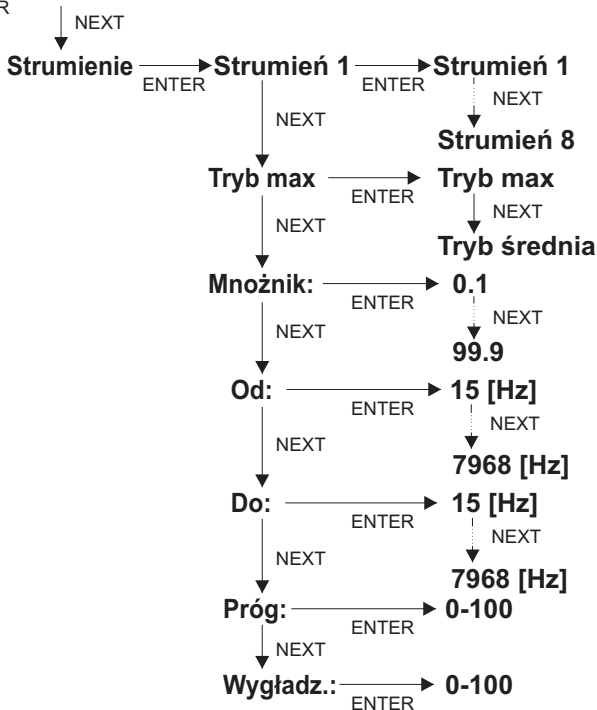 R
NEXT
Strumienie ENTER Strumień 1 ENTER Strumień 1
NEXT NEXT
Strumień 8
Tryb max ENTER Tryb max
NEXT NEXT
Tryb średnia
Mnożnik: ENTER 0.1
NEXT NEXT
99.9
Od: ENTER 15 [Hz]
NEXT NEXT
7968 [Hz]
Do: ENTER 15 [Hz]
NEXT NEXT
7968 [Hz]
Próg: ENTER 0-100
NEXT
Wygładz.: ENTER 0-100